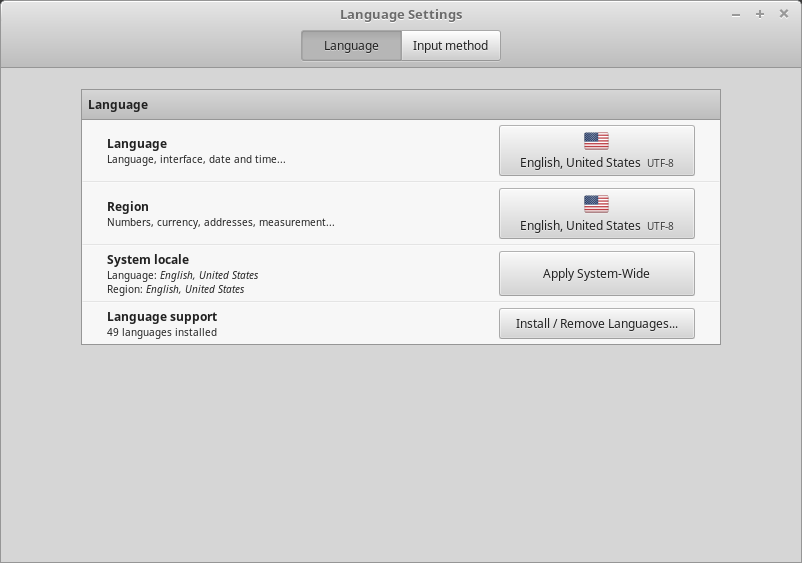 Language Settings
Language
Input method
Language
Language
Language, interface, date and time...
English, United States UTF-8
Region
Numbers, currency, addresses, measurement...
English, United States UTF-8
System locale
Language: English, United States
Region: English, United States
Apply System-Wide
Language support
49 languages installed
Install / Remove Languages...